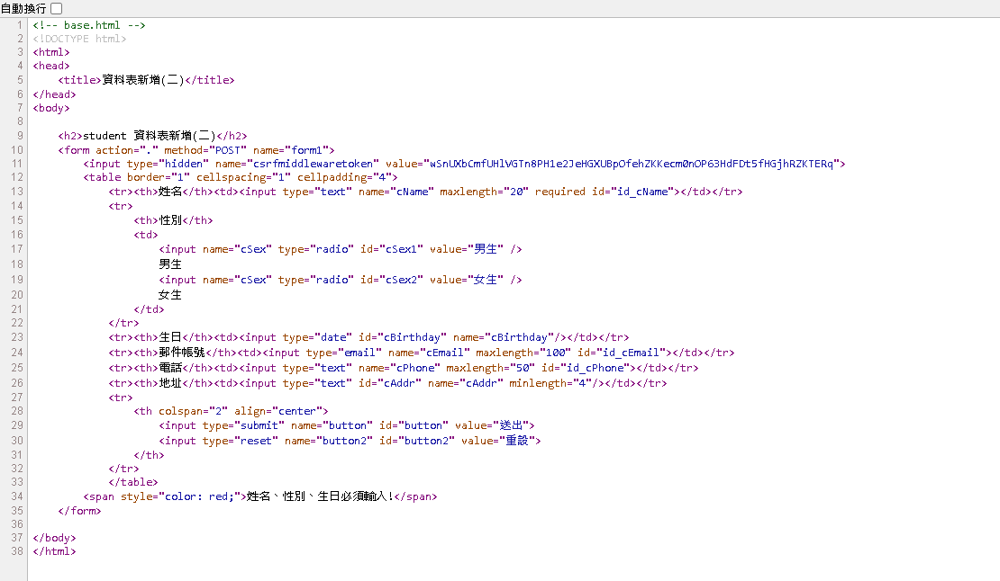 自動換行
1 <!-- base.html -->
2 <!DOCTYPE html>
3 <html>
4 <head>
5     <title>資料表新增(二)</title>
6 </head>
7 <body>
8
9     <h2>student 資料表新增(二)</h2>
10     <form action="." method="POST" name="form1">
11         <input type="hidden" name="csrfmiddlewaretoken" value="wSnUXbCmfUHlVGTn8PH1e2JeHGXUBpOfehZKKecm0nOP63HdFDt5fHGjhRZKTERq">
12         <table border="1" cellspacing="1" cellpadding="4">
13             <tr><th>姓名</th><td><input type="text" name="cName" maxlength="20" required id="id_cName"></td></tr>
14             <tr>
15                 <th>性別</th>
16                 <td>
17                     <input name="cSex" type="radio" id="cSex1" value="男生" />
18                     男生
19                     <input name="cSex" type="radio" id="cSex2" value="女生" />
20                     女生
21                 </td>
22             </tr>
23             <tr><th>生日</th><td><input type="date" id="cBirthday" name="cBirthday"/></td></tr>
24             <tr><th>郵件帳號</th><td><input type="email" name="cEmail" maxlength="100" id="id_cEmail"></td></tr>
25             <tr><th>電話</th><td><input type="text" name="cPhone" maxlength="50" id="id_cPhone"></td></tr>
26             <tr><th>地址</th><td><input type="text" id="cAddr" name="cAddr" minlength="4"/></td></tr>
27             <tr>
28                 <th colspan="2" align="center">
29                     <input type="submit" name="button" id="button" value="送出">
30                     <input type="reset" name="button2" id="button2" value="重設">
31                 </th>
32             </tr>
33             </table>
34         <span style="color: red;">姓名、性別、生日必須輸入!</span>
35     </form>
36
37 </body>
38 </html>